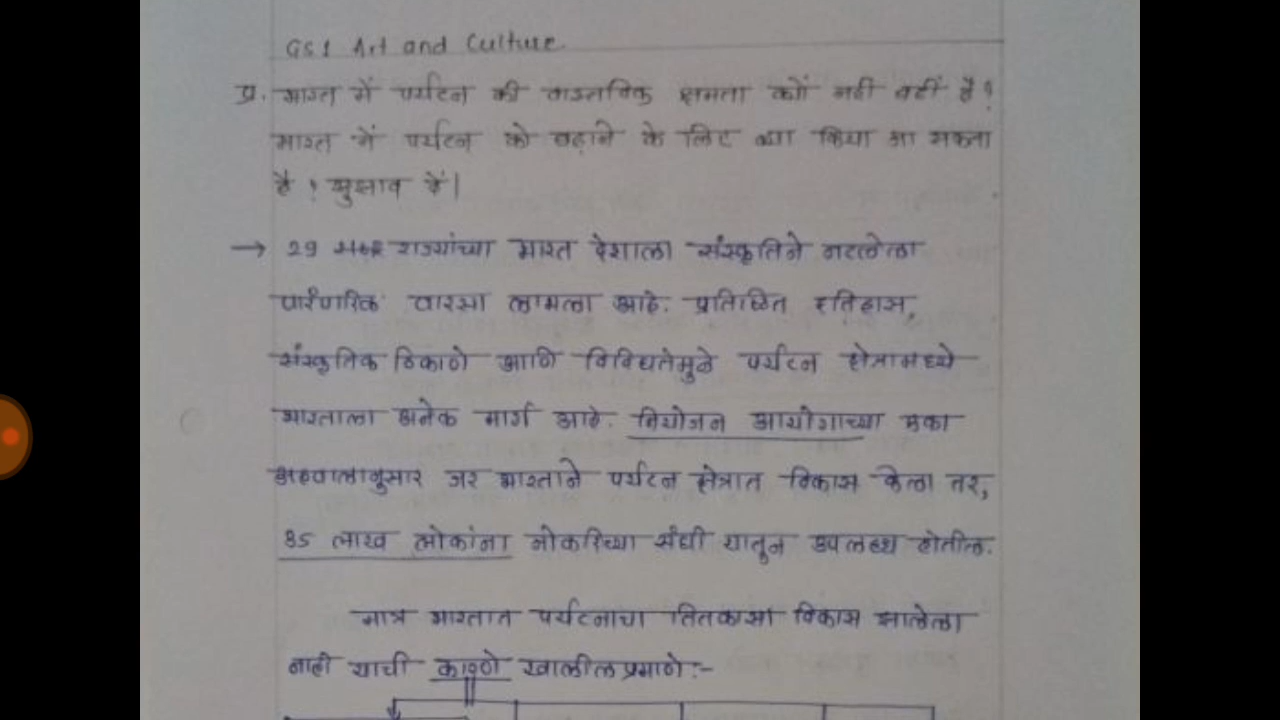 GS1 Art and Culture
प्र. भारत में पर्यटन की वास्तविक क्षमता क्यों नहीं बढी है?
भारत में पर्यटन को बढ़ाने के लिए क्या किया जा सकता
है? सुझाव दें|
→ 29 राज्यांच्या भारत देशाला संस्कृतिने नटलेला
पारंपारिक वारसा लाभला आहे. प्रतिष्ठित इतिहास,
संस्कृतिक ठिकाणे आणि विविधतेमुळे पर्यटन क्षेत्रामध्ये
भारताला अनेक मार्ग आहे. नियोजन आयोगाच्या एका
अहवालानुसार जर भारताने पर्यटन क्षेत्रात विकास केला तर,
35 लाख लोकांना नोकरीच्या संधी यातून उपलब्ध होतील.
मात्र भारतात पर्यटनाचा तितकासा विकास झालेला
नाही याची कारणे खालीलप्रमाणे:-